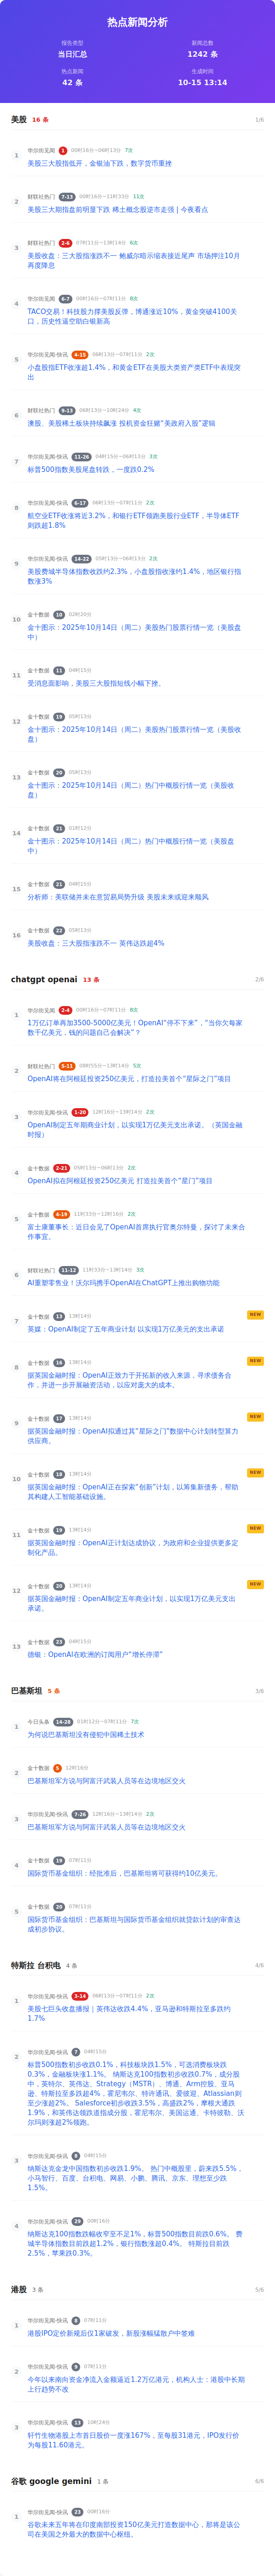 热点新闻分析
报告类型
新闻总数
当日汇总
1242 条
热点新闻
生成时间
42 条
10-15 13:14
美股 16 条 1/6
1
华尔街见闻 1 00时16分~06时13分 7次
美股三大股指低开，金银油下跌，数字货币重挫
2
财联社热门 7-13 00时16分~11时33分 11次
美股三大期指盘前明显下跌 稀土概念股逆市走强 | 今夜看点
3
财联社热门 2-6 07时11分~13时14分 6次
美股收盘：三大股指涨跌不一 鲍威尔暗示缩表接近尾声 市场押注10月
再度降息
4
华尔街见闻 6-7 00时16分~07时11分 8次
TACO交易！科技股力撑美股反弹，博通涨近10%，黄金突破4100关
口，历史性逼空助白银新高
5
华尔街见闻-快讯 4-15 06时13分~07时11分 2次
小盘股指ETF收涨超1.4%，和黄金ETF在美股大类资产类ETF中表现突
出
6
财联社热门 9-13 06时13分~10时24分 4次
澳股、美股稀土板块持续飙涨 投机资金狂赌“美政府入股”逻辑
7
华尔街见闻-快讯 11-26 04时15分~06时13分 3次
标普500指数美股尾盘转跌，一度跌0.2%
8
华尔街见闻-快讯 6-17 06时13分~07时11分 2次
航空业ETF收涨将近3.2%，和银行ETF领跑美股行业ETF，半导体ETF
则跌超1.8%
9
华尔街见闻-快讯 14-22 05时13分~06时13分 2次
美股费城半导体指数收跌约2.3%，小盘股指收涨约1.4%，地区银行指
数涨3%
10
金十数据 10 02时20分
金十图示：2025年10月14日（周二）美股热门股票行情一览（美股盘
中）
11
金十数据 11 04时15分
受消息面影响，美股三大股指短线小幅下挫。
12
金十数据 19 05时13分
金十图示：2025年10月14日（周二）美股热门股票行情一览（美股收
盘）
13
金十数据 20 05时13分
金十图示：2025年10月14日（周二）热门中概股行情一览（美股收
盘）
14
金十数据 21 01时12分
金十图示：2025年10月14日（周二）热门中概股行情一览（美股盘
中）
15
金十数据 21 04时15分
分析师：美联储并未在意贸易局势升级 美股未来或迎来顺风
16
金十数据 22 05时13分
美股收盘：三大股指涨跌不一 英伟达跌超4%
chatgpt openai 13 条 2/6
1
华尔街见闻 2-4 00时16分~07时11分 8次
1万亿订单再加3500-5000亿美元！OpenAI“停不下来”，“当你欠每家
数千亿美元，钱的问题自己会解决”？
2
财联社热门 5-11 08时55分~13时14分 5次
OpenAI将在阿根廷投资250亿美元，打造拉美首个“星际之门”项目
3
华尔街见闻-快讯 1-20 12时16分~13时14分 2次
OpenAI制定五年期商业计划，以实现1万亿美元支出承诺。（英国金融
时报）
4
金十数据 2-21 05时13分~06时13分 2次
OpenAI拟在阿根廷投资250亿美元 打造拉美首个“星门”项目
5
金十数据 4-19 11时33分~12时16分 2次
富士康董事长：近日会见了OpenAI首席执行官奥尔特曼，探讨了未来合
作事宜。
6
财联社热门 11-12 11时33分~13时14分 3次
AI重塑零售业！沃尔玛携手OpenAI在ChatGPT上推出购物功能
NEW
7
金十数据 13 13时14分
英媒：OpenAI制定了五年商业计划 以实现1万亿美元的支出承诺
NEW
8
金十数据 16 13时14分
据英国金融时报：OpenAI正致力于开拓新的收入来源，寻求债务合
作，并进一步开展融资活动，以应对庞大的成本。
NEW
9
金十数据 17 13时14分
据英国金融时报：OpenAI拟通过其“星际之门”数据中心计划转型算力
供应商。
NEW
10
金十数据 18 13时14分
据英国金融时报：OpenAI正在探索“创新”计划，以筹集新债务，帮助
其构建人工智能基础设施。
NEW
11
金十数据 19 13时14分
据英国金融时报：OpenAI正计划达成协议，为政府和企业提供更多定
制化产品。
NEW
12
金十数据 20 13时14分
据英国金融时报：OpenAI制定五年商业计划，以实现1万亿美元支出
承诺。
13
金十数据 23 04时15分
德银：OpenAI在欧洲的订阅用户“增长停滞”
巴基斯坦 5 条 3/6
1
今日头条 14-28 01时12分~07时11分 7次
为何说巴基斯坦没有侵犯中国稀土技术
2
金十数据 5 12时16分
巴基斯坦军方说与阿富汗武装人员等在边境地区交火
3
华尔街见闻-快讯 7-26 12时16分~13时14分 2次
巴基斯坦军方说与阿富汗武装人员等在边境地区交火
4
金十数据 19 07时11分
国际货币基金组织：经批准后，巴基斯坦将可获得约10亿美元。
5
金十数据 20 07时11分
国际货币基金组织：巴基斯坦与国际货币基金组织就贷款计划的审查达
成初步协议。
特斯拉 台积电 4 条 4/6
1
华尔街见闻-快讯 3-14 06时13分~07时11分 2次
美股七巨头收盘播报｜英伟达收跌4.4%，亚马逊和特斯拉至多跌约
1.7%
2
华尔街见闻-快讯 7 04时15分
标普500指数初步收跌0.1%，科技板块跌1.5%，可选消费板块跌
0.3%，金融板块涨1.1%。 纳斯达克100指数初步收跌0.7%，成分股
中，英特尔、英伟达、Strategy（MSTR）、博通、Arm控股、亚马
逊、特斯拉至多跌超4%，霍尼韦尔、特许通讯、爱彼迎、Atlassian则
至少涨超2%。 Salesforce初步收跌3.5%，高盛跌2%，摩根大通跌
1.9%，和英伟达领跌道指成分股，霍尼韦尔、美国运通、卡特彼勒、沃
尔玛则涨超2%领跑。
3
华尔街见闻-快讯 8 04时15分
纳斯达克金龙中国指数初步收跌1.9%。 热门中概股里，蔚来跌5.5%，
小马智行、百度、台积电、网易、小鹏、腾讯、京东、理想至少跌
1.5%。
4
华尔街见闻-快讯 29 00时16分
纳斯达克100指数跌幅收窄至不足1%，标普500指数目前跌0.6%。 费
城半导体指数目前跌超1.2%，银行指数涨超0.4%。 特斯拉目前跌
2.5%，苹果跌0.3%。
港股 3 条 5/6
1
华尔街见闻-快讯 8 07时11分
港股IPO定价新规后仅1家破发，新股涨幅猛散户中签难
2
华尔街见闻-快讯 9 07时11分
今年以来南向资金净流入金额逼近1.2万亿港元，机构人士：港股中长期
上行趋势不改
3
华尔街见闻-快讯 13 10时24分
轩竹生物港股上市首日股价一度涨167%，至每股31港元，IPO发行价
为每股11.60港元。
谷歌 google gemini 1 条 6/6
1
华尔街见闻-快讯 23 00时16分
谷歌未来五年将在印度南部投资150亿美元打造数据中心，那将是该公
司在美国之外最大的数据中心枢纽。